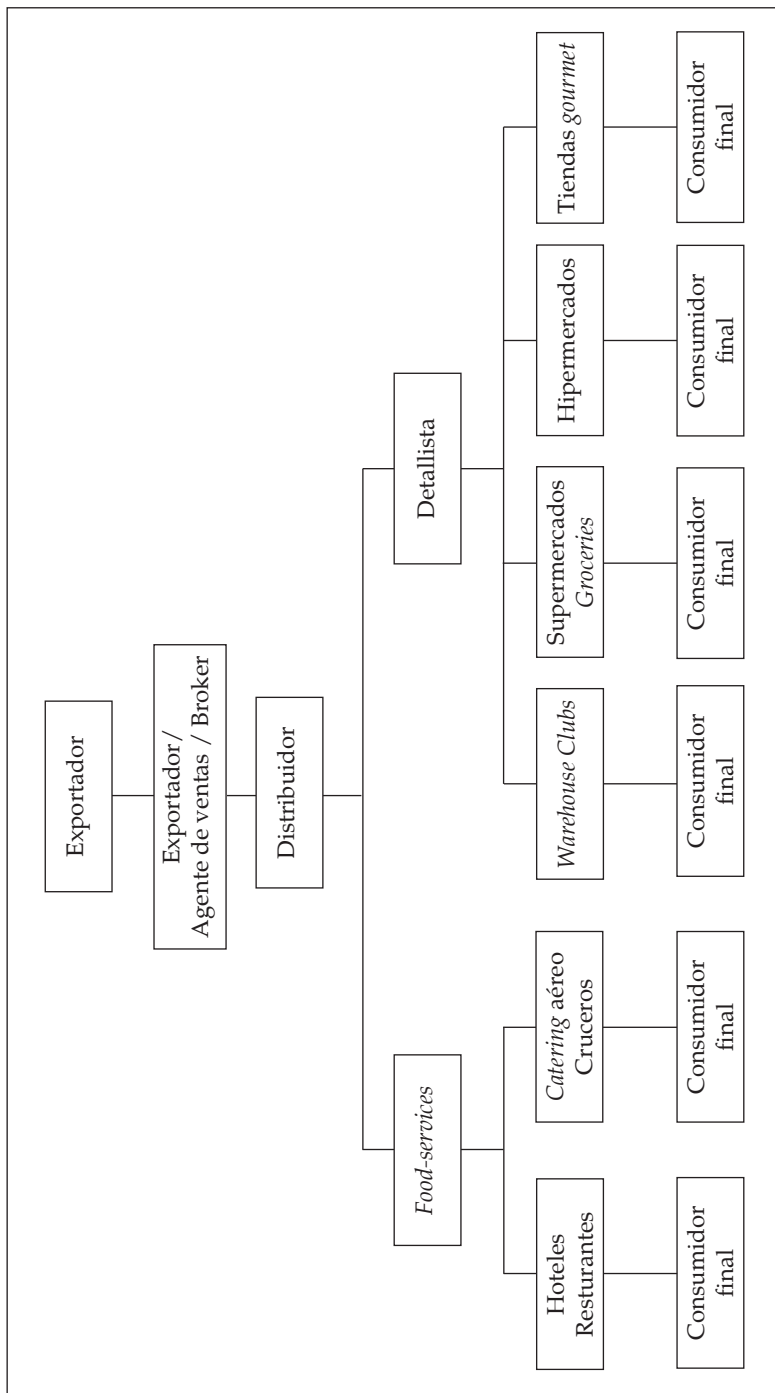 Exportador
Exportador/
Agente de ventas / Broker
Distribuidor
Food-services
Detallista
Hoteles
Resturantes
Catering aéreo
Cruceros
Warehouse Clubs
Supermercados
Groceries
Hipermercados
Tiendas gourmet
Consumidor
final
Consumidor
final
Consumidor
final
Consumidor
final
Consumidor
final
Consumidor
final